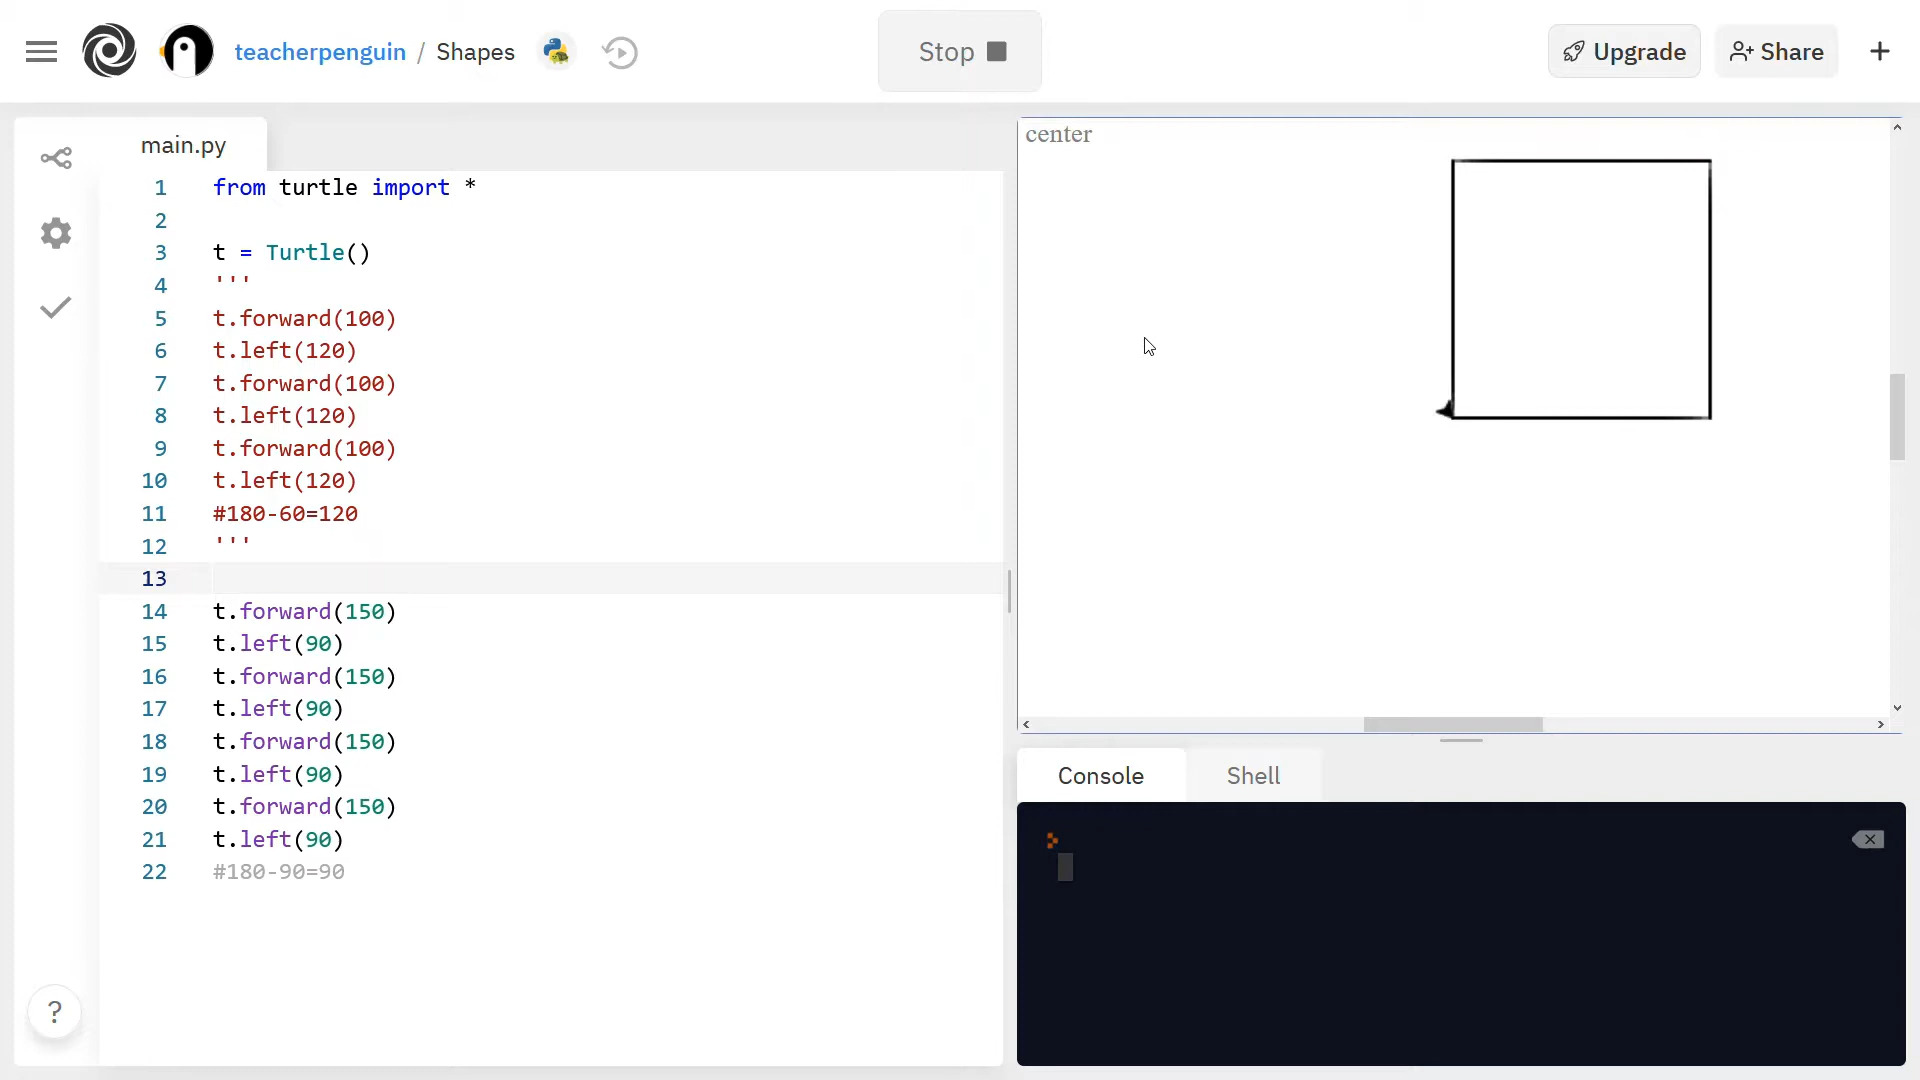 teacherpenguin / Shapes
Stop
Upgrade
Share
+
main.py
1 from turtle import *
2
3 t = Turtle()
4 '''
5 t.forward(100)
6 t.left(120)
7 t.forward(100)
8 t.left(120)
9 t.forward(100)
10 t.left(120)
11 #180-60=120
12 '''
13
14 t.forward(150)
15 t.left(90)
16 t.forward(150)
17 t.left(90)
18 t.forward(150)
19 t.left(90)
20 t.forward(150)
21 t.left(90)
22 #180-90=90
?
center
Console
Shell